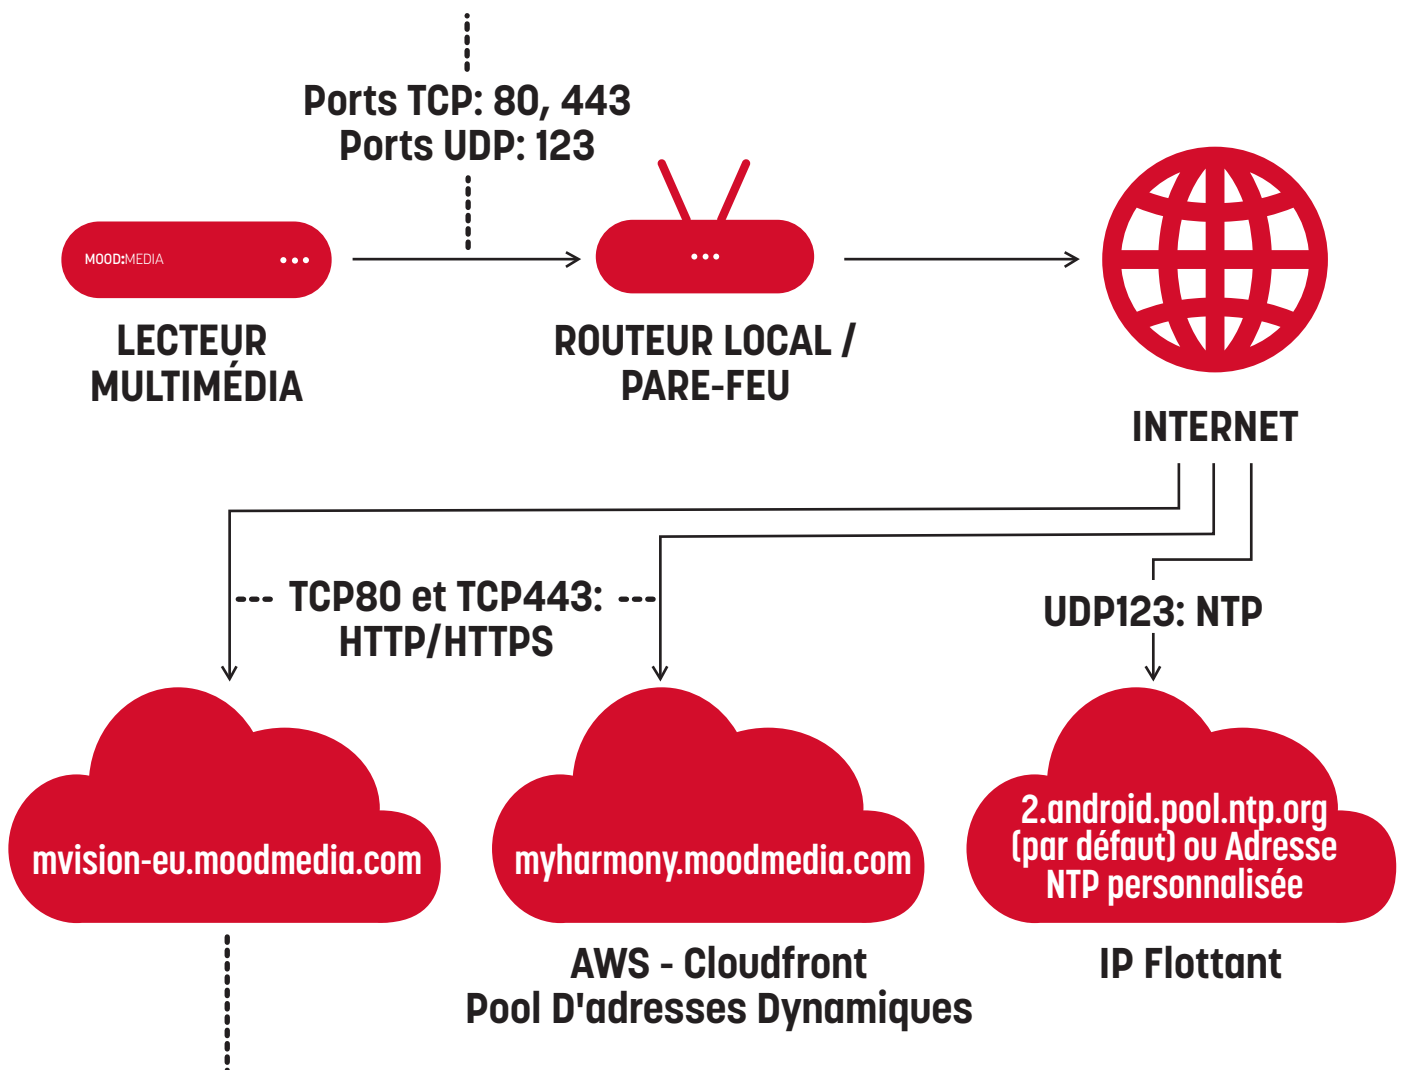 Ports TCP: 80, 443
Ports UDP: 123
MOOD:MEDIA
LECTEUR
MULTIMÉDIA
ROUTEUR LOCAL /
PARE-FEU
INTERNET
TCP80 et TCP443:
HTTP/HTTPS
UDP123: NTP
mvision-eu.moodmedia.com
myharmony.moodmedia.com
2.android.pool.ntp.org
(par défaut) ou Adresse
NTP personnalisée
AWS - Cloudfront
Pool D'adresses Dynamiques
IP Flottant